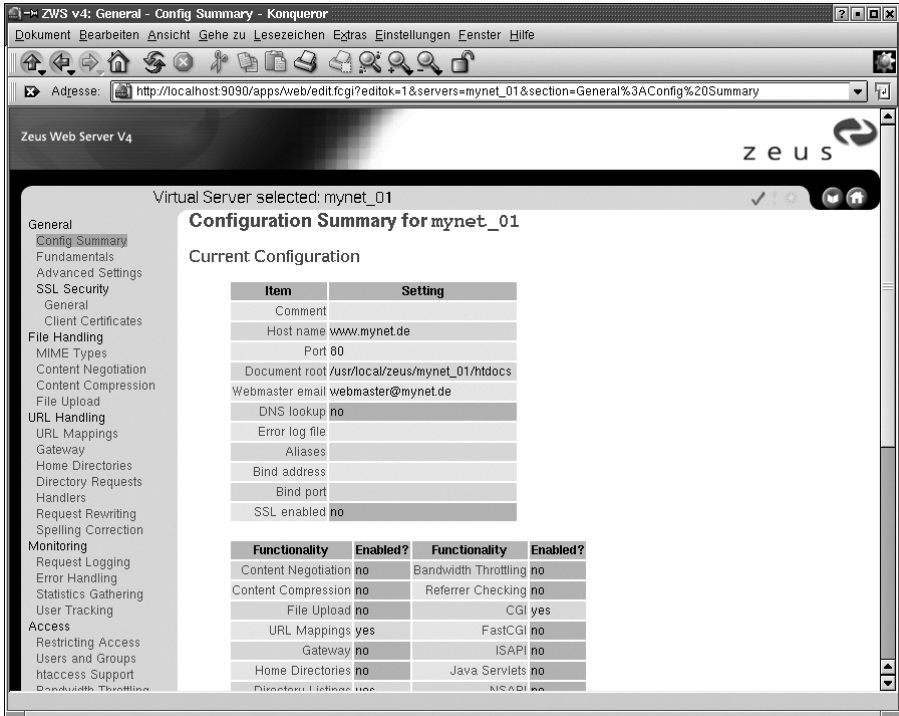 ZWS v4: General - Config Summary - Konqueror
Dokument Bearbeiten Ansicht Gehe zu Lesezeichen Extras Einstellungen Fenster Hilfe
Adresse: http://localhost:9090/apps/web/edit.fcgi?editok=1&servers=mynet_01&section=General%3AConfig%20Summary
Zeus Web Server V4
zeus
Virtual Server selected: mynet_01
General
Config Summary
Fundamentals
Advanced Settings
SSL Security
General
Client Certificates
File Handling
MIME Types
Content Negotiation
Content Compression
File Upload
URL Handling
URL Mappings
Gateway
Home Directories
Directory Requests
Handlers
Request Rewriting
Spelling Correction
Monitoring
Request Logging
Error Handling
Statistics Gathering
User Tracking
Access
Restricting Access
Users and Groups
htaccess Support
Bandwidth Throttling
Configuration Summary for mynet_01
Current Configuration
Item Setting
Comment
Host name www.mynet.de
Port 80
Document root /usr/local/zeus/mynet_01/htdocs
Webmaster email webmaster@mynet.de
DNS lookup no
Error log file
Aliases
Bind address
Bind port
SSL enabled no
Functionality Enabled? Functionality Enabled?
Content Negotiation no Bandwidth Throttling no
Content Compression no Referrer Checking no
File Upload no CGI yes
URL Mappings yes FastCGI no
Gateway no ISAPI no
Home Directories no Java Servlets no
Directory Listings yes NSAPI no